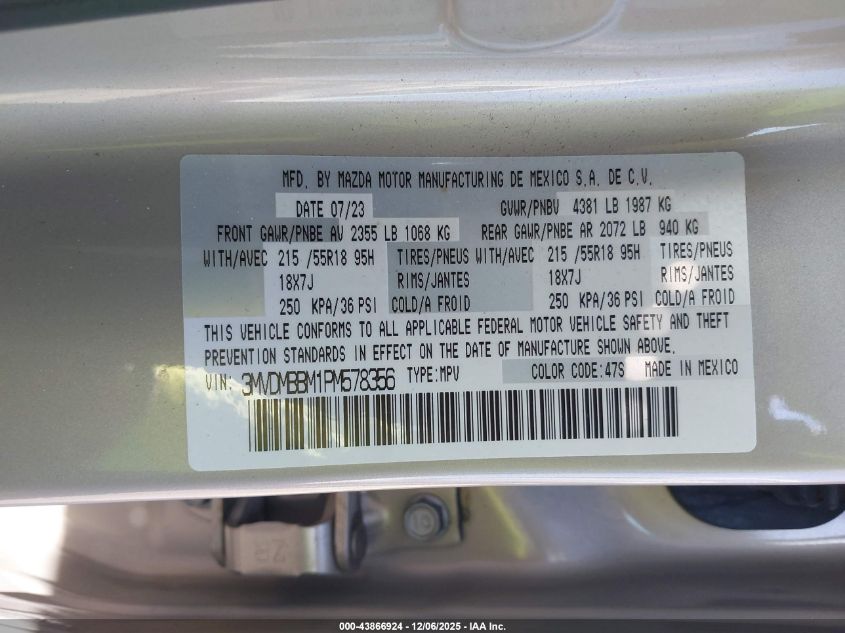 MFD. BY MAZDA MOTOR MANUFACTURING DE MEXICO S.A. DE C.V.
DATE 07/23 GVWR/PNBV 4381 LB 1987 KG
FRONT GAWR/PNBE AV 2355 LB 1068 KG REAR GAWR/PNBE AR 2072 LB 940 KG
WITH/AVEC 215 /55R18 95H TIRES/PNEUS WITH/AVEC 215 /55R18 95H TIRES/PNEUS
18X7J RIMS/JANTES 18X7J RIMS/JANTES
250 KPA/36 PSI COLD/A FROID 250 KPA/36 PSI COLD/A FROID
THIS VEHICLE CONFORMS TO ALL APPLICABLE FEDERAL MOTOR VEHICLE SAFETY AND THEFT
PREVENTION STANDARDS IN EFFECT ON THE DATE OF MANUFACTURE SHOWN ABOVE.
VIN: 3MVDMBBM1PM578356 TYPE:MPV COLOR CODE:47S MADE IN MEXICO
ZR
10
000-43866924 - 12/06/2025 - IAA Inc.